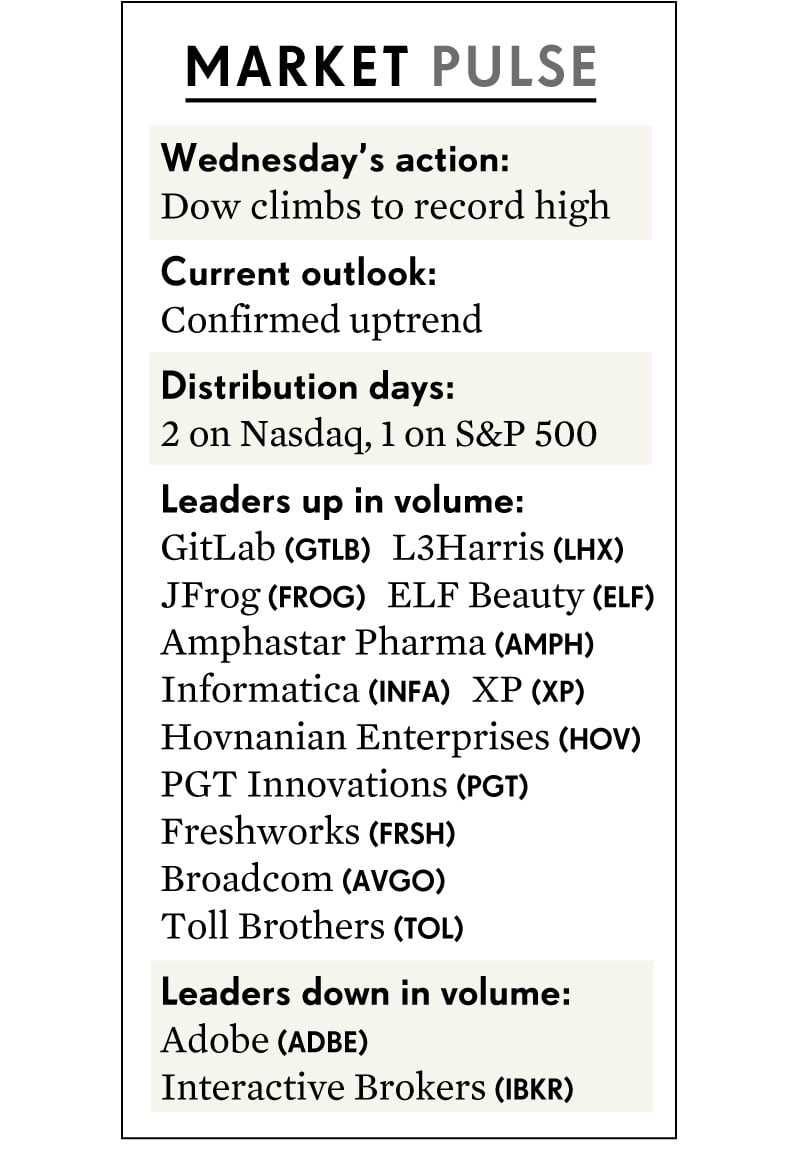 MARKET PULSE
Wednesday's action:
Dow climbs to record high
Current outlook:
Confirmed uptrend
Distribution days:
2 on Nasdaq, 1 on S&P 500
Leaders up in volume:
GitLab (GTLB) L3Harris (LHX)
JFrog (FROG) ELF Beauty (ELF)
Amphastar Pharma (AMPH)
Informatica (INFA) XP (XP)
Hovnanian Enterprises (HOV)
PGT Innovations (PGT)
Freshworks (FRSH)
Broadcom (AVGO)
Toll Brothers (TOL)
Leaders down in volume:
Adobe (ADBE)
Interactive Brokers (IBKR)